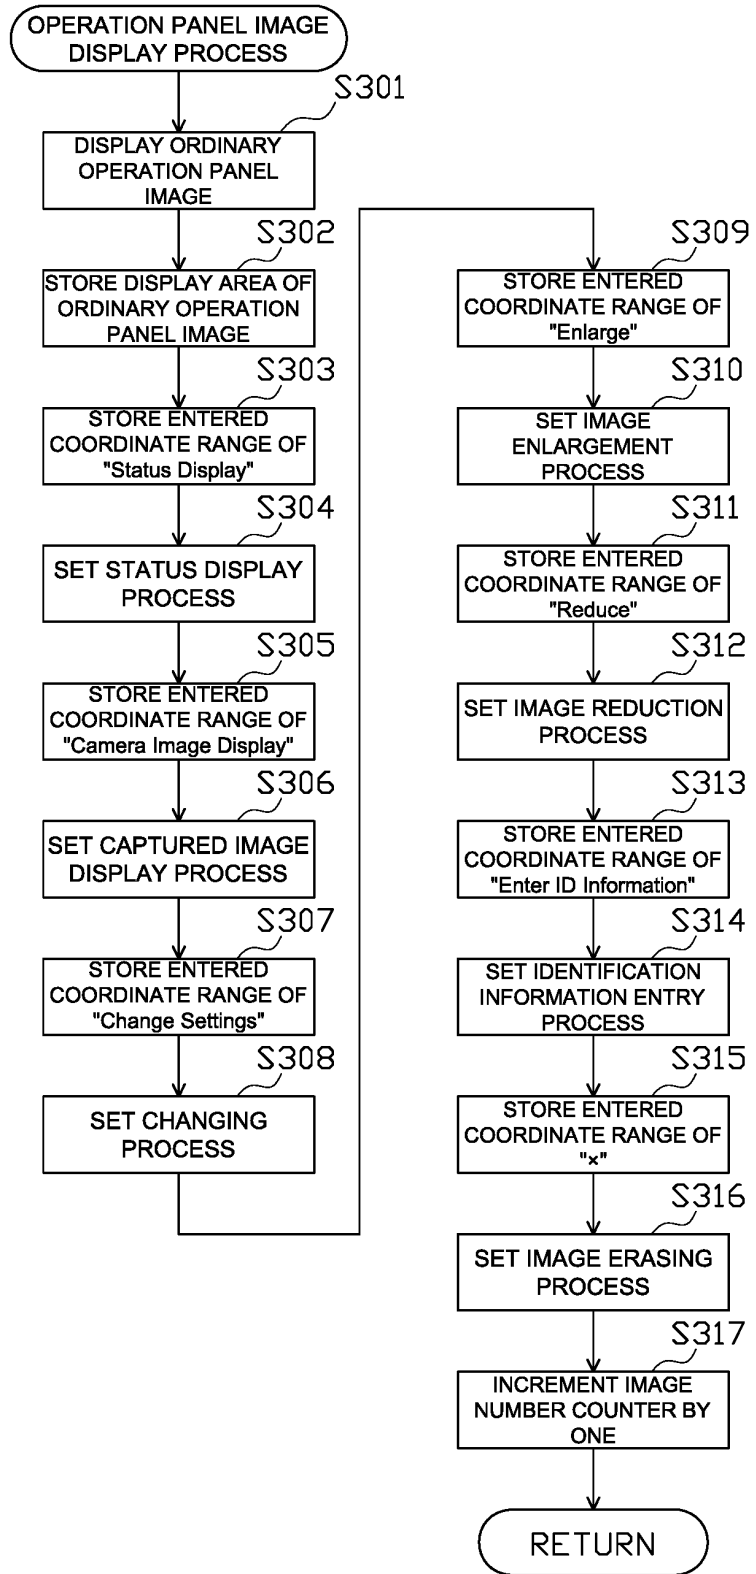 OPERATION PANEL IMAGE
DISPLAY PROCESS
S301
DISPLAY ORDINARY
OPERATION PANEL
IMAGE
S302
STORE DISPLAY AREA OF
ORDINARY OPERATION
PANEL IMAGE
S303
STORE ENTERED
COORDINATE RANGE OF
"Status Display"
S304
SET STATUS DISPLAY
PROCESS
S305
STORE ENTERED
COORDINATE RANGE OF
"Camera Image Display"
S306
SET CAPTURED IMAGE
DISPLAY PROCESS
S307
STORE ENTERED
COORDINATE RANGE OF
"Change Settings"
S308
SET CHANGING
PROCESS
S309
STORE ENTERED
COORDINATE RANGE OF
"Enlarge"
S310
SET IMAGE
ENLARGEMENT
PROCESS
S311
STORE ENTERED
COORDINATE RANGE OF
"Reduce"
S312
SET IMAGE REDUCTION
PROCESS
S313
STORE ENTERED
COORDINATE RANGE OF
"Enter ID Information"
S314
SET IDENTIFICATION
INFORMATION ENTRY
PROCESS
S315
STORE ENTERED
COORDINATE RANGE OF
"×"
S316
SET IMAGE ERASING
PROCESS
S317
INCREMENT IMAGE
NUMBER COUNTER BY
ONE
RETURN